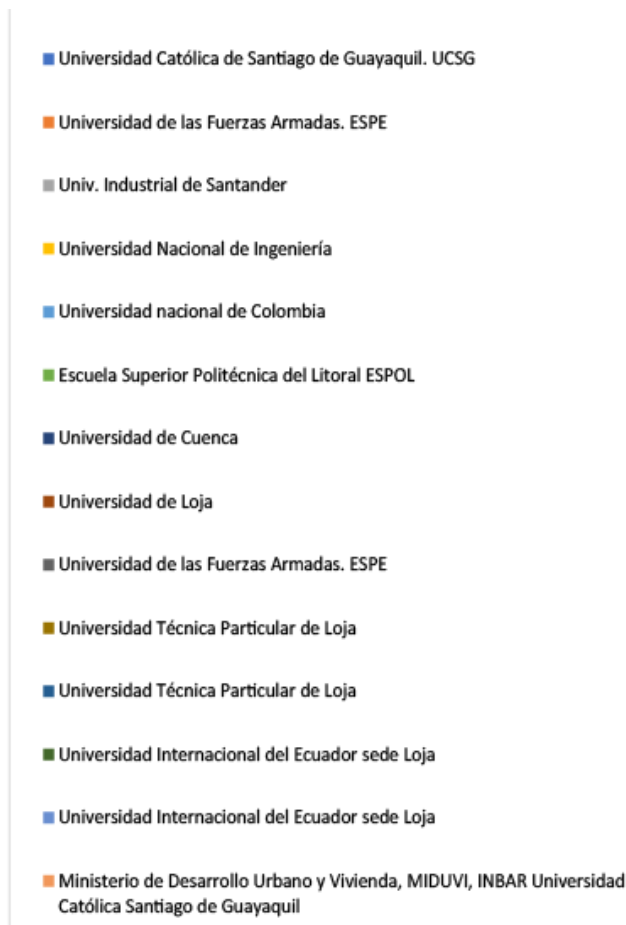 Universidad Católica de Santiago de Guayaquil. UCSG
Universidad de las Fuerzas Armadas. ESPE
Univ. Industrial de Santander
Universidad Nacional de Ingeniería
Universidad nacional de Colombia
Escuela Superior Politécnica del Litoral ESPOL
Universidad de Cuenca
Universidad de Loja
Universidad de las Fuerzas Armadas. ESPE
Universidad Técnica Particular de Loja
Universidad Técnica Particular de Loja
Universidad Internacional del Ecuador sede Loja
Universidad Internacional del Ecuador sede Loja
Ministerio de Desarrollo Urbano y Vivienda, MIDUVI, INBAR Universidad
Católica Santiago de Guayaquil